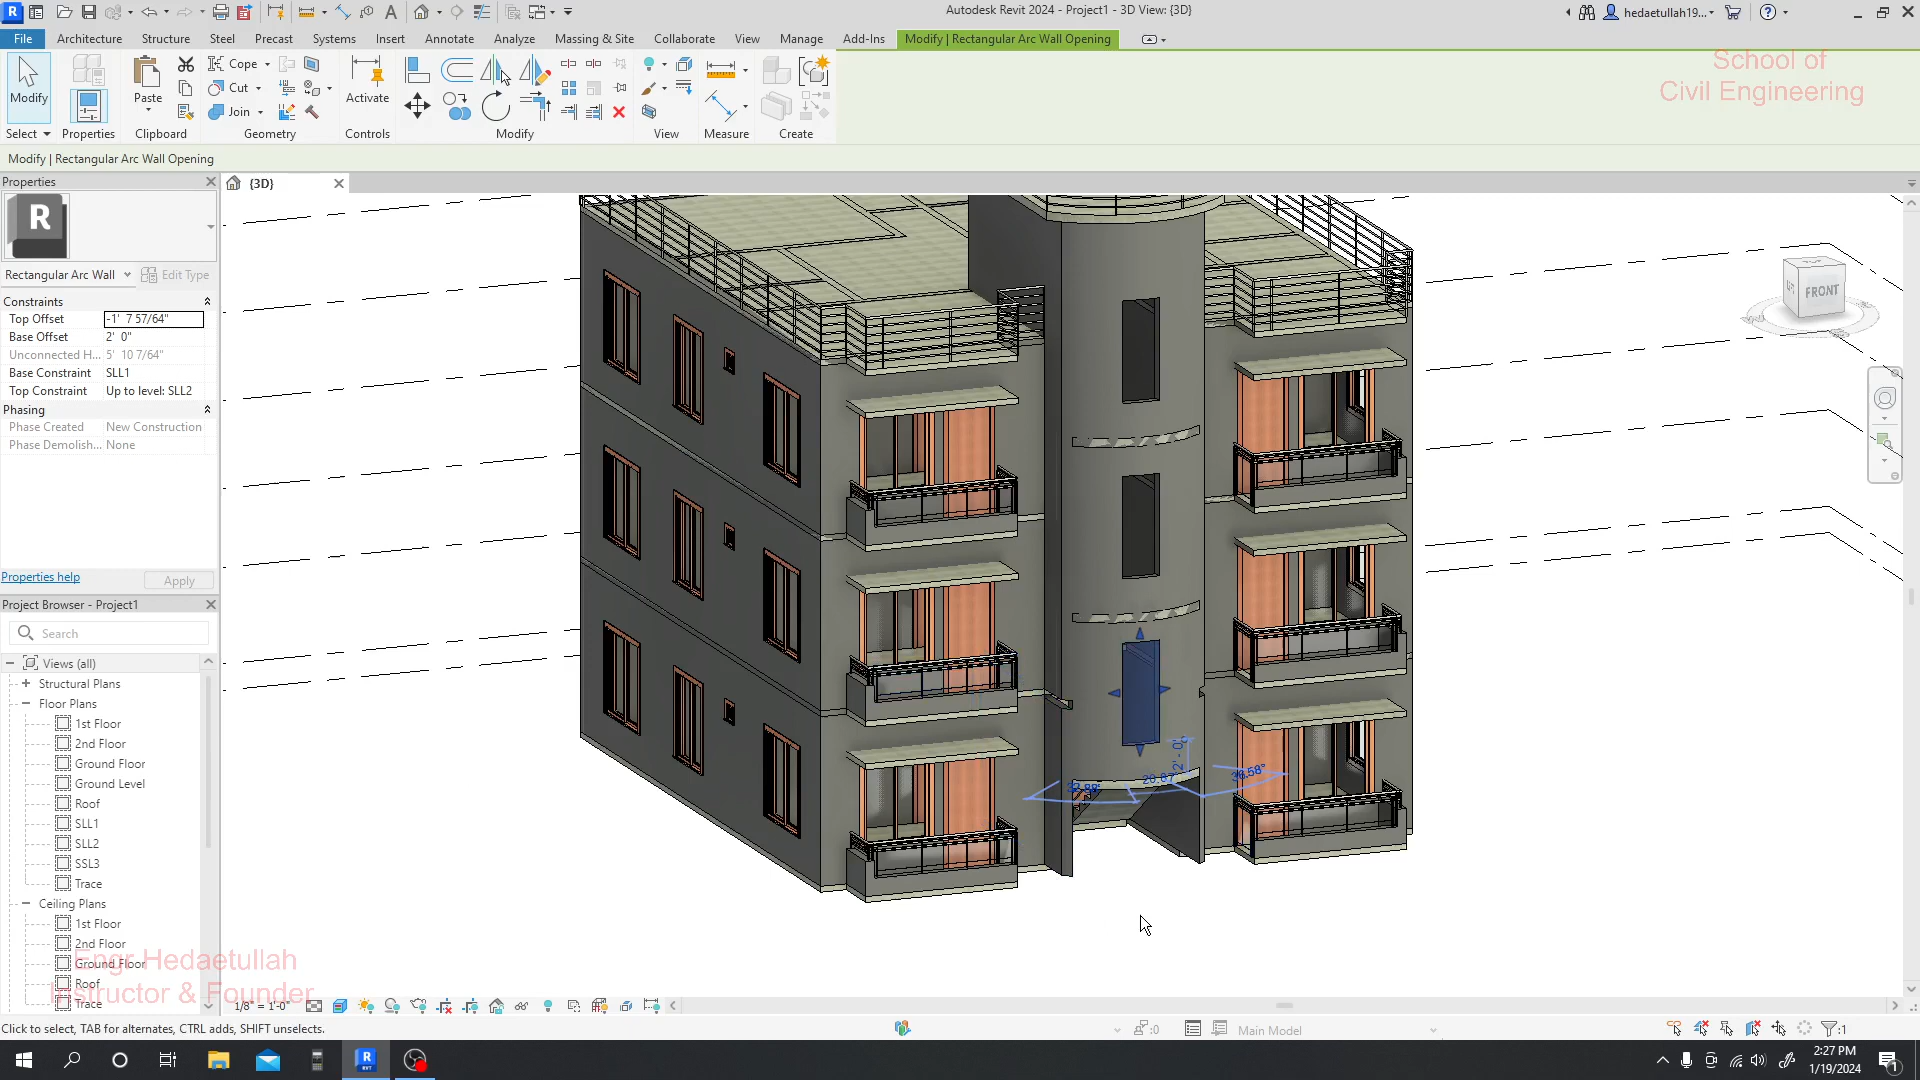 Autodesk Revit 2024 - Project1 - 3D View: {3D}
hedaetullah19...
File Architecture Structure Steel Precast Systems Insert Annotate Analyze Massing & Site Collaborate View Manage Add-Ins Modify | Rectangular Arc Wall Opening
School of
Civil Engineering
Modify
Paste
Cope
Cut
Join
Activate
Select Properties Clipboard Geometry Controls Modify View Measure Create
Modify | Rectangular Arc Wall Opening
Properties
{3D}
R
Rectangular Arc Wall
Edit Type
Constraints
Top Offset -1' 7 57/64"
Base Offset 2' 0"
Unconnected H... 5' 10 7/64"
Base Constraint SLL1
Top Constraint Up to level: SLL2
Phasing
Phase Created New Construction
Phase Demolish... None
Properties help
Apply
Project Browser - Project1
Search
Views (all)
Structural Plans
Floor Plans
1st Floor
2nd Floor
Ground Floor
Ground Level
Roof
SLL1
SLL2
SSL3
Trace
Ceiling Plans
1st Floor
2nd Floor
Ground Floor
Roof
Trace
Engr.Hedaetullah
Instructor & Founder
FRONT
2' - 0"
1/8" = 1'-0"
Click to select, TAB for alternates, CTRL adds, SHIFT unselects.
:0
Main Model
:1
2:27 PM
1/19/2024